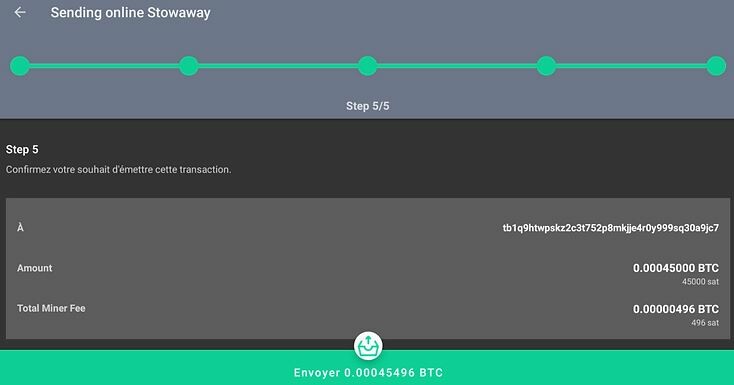 Sending online Stowaway
Step 5/5
Step 5
Confirmez votre souhait d'émettre cette transaction.
À tb1q9htwpskz2c3t752p8mkjje4r0y999sq30a9jc7
Amount 0.00045000 BTC
45000 sat
Total Miner Fee 0.00000496 BTC
496 sat
Envoyer 0.00045496 BTC